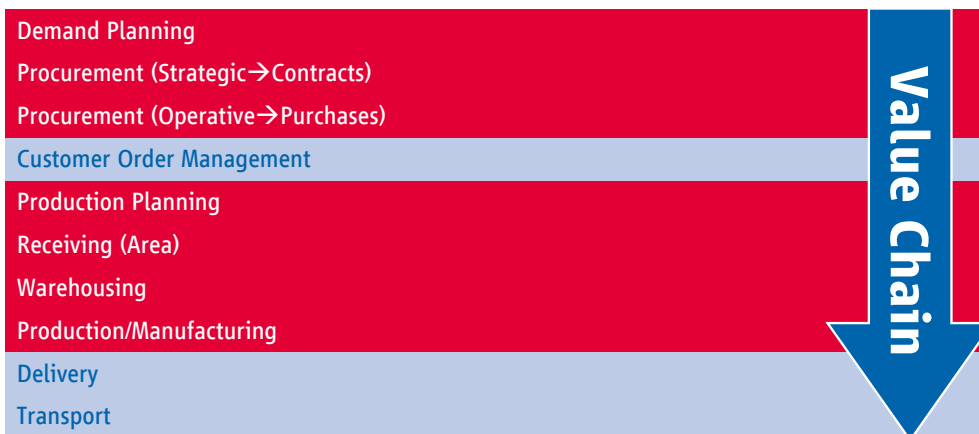 Demand Planning
Procurement (Strategic→Contracts)
Procurement (Operative→Purchases)
Customer Order Management
Production Planning
Receiving (Area)
Warehousing
Production/Manufacturing
Delivery
Transport
Value Chain